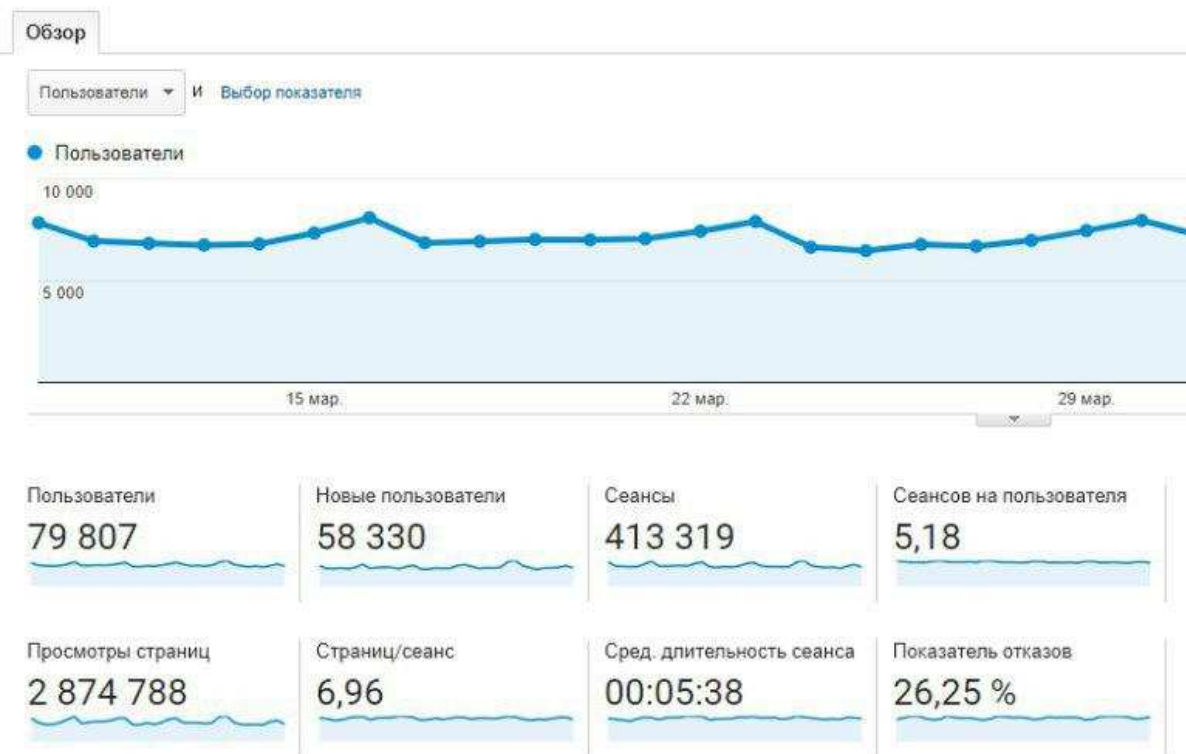 Обзор
Пользователи и Выбор показателя
Пользователи
10 000
5 000
15 мар. 22 мар. 29 мар.
Пользователи Новые пользователи Сеансы Сеансов на пользователя
79 807 58 330 413 319 5,18
Просмотры страниц Страниц/сеанс Сред. длительность сеанса Показатель отказов
2 874 788 6,96 00:05:38 26,25 %